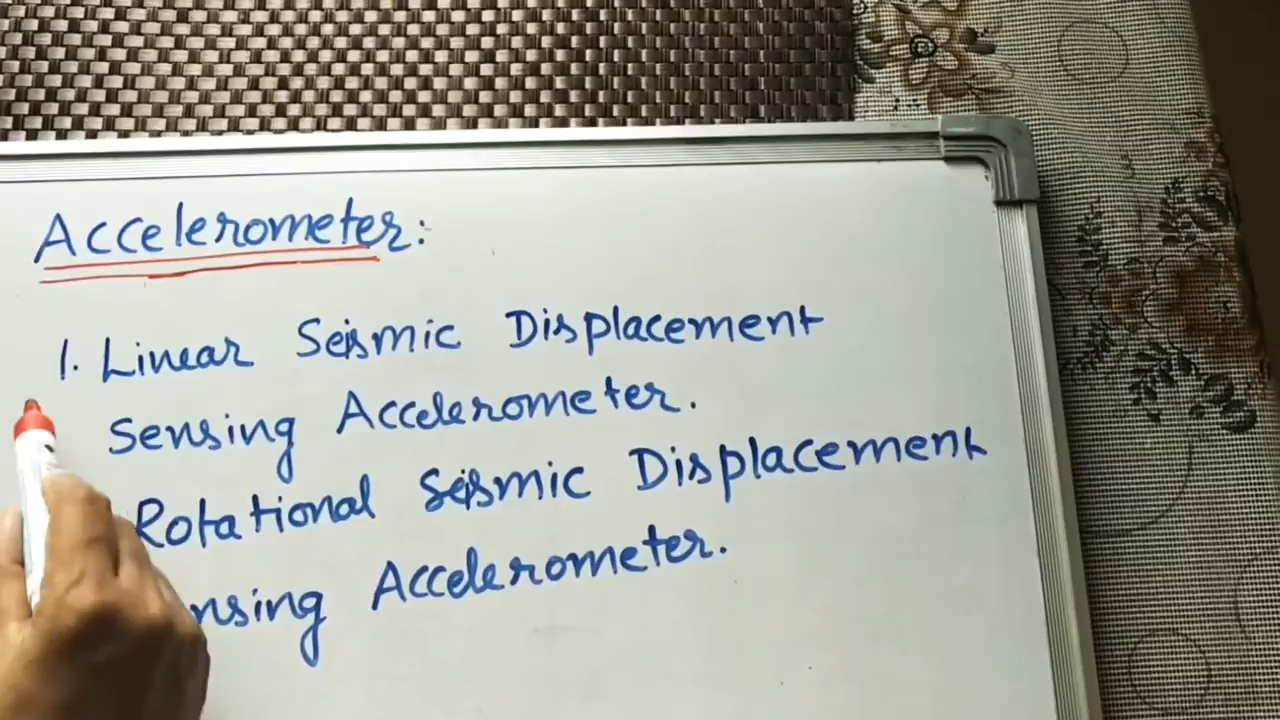 Accelerometer:
1. Linear Seismic Displacement
Sensing Accelerometer.
Rotational Seismic Displacement
nsing Accelerometer.